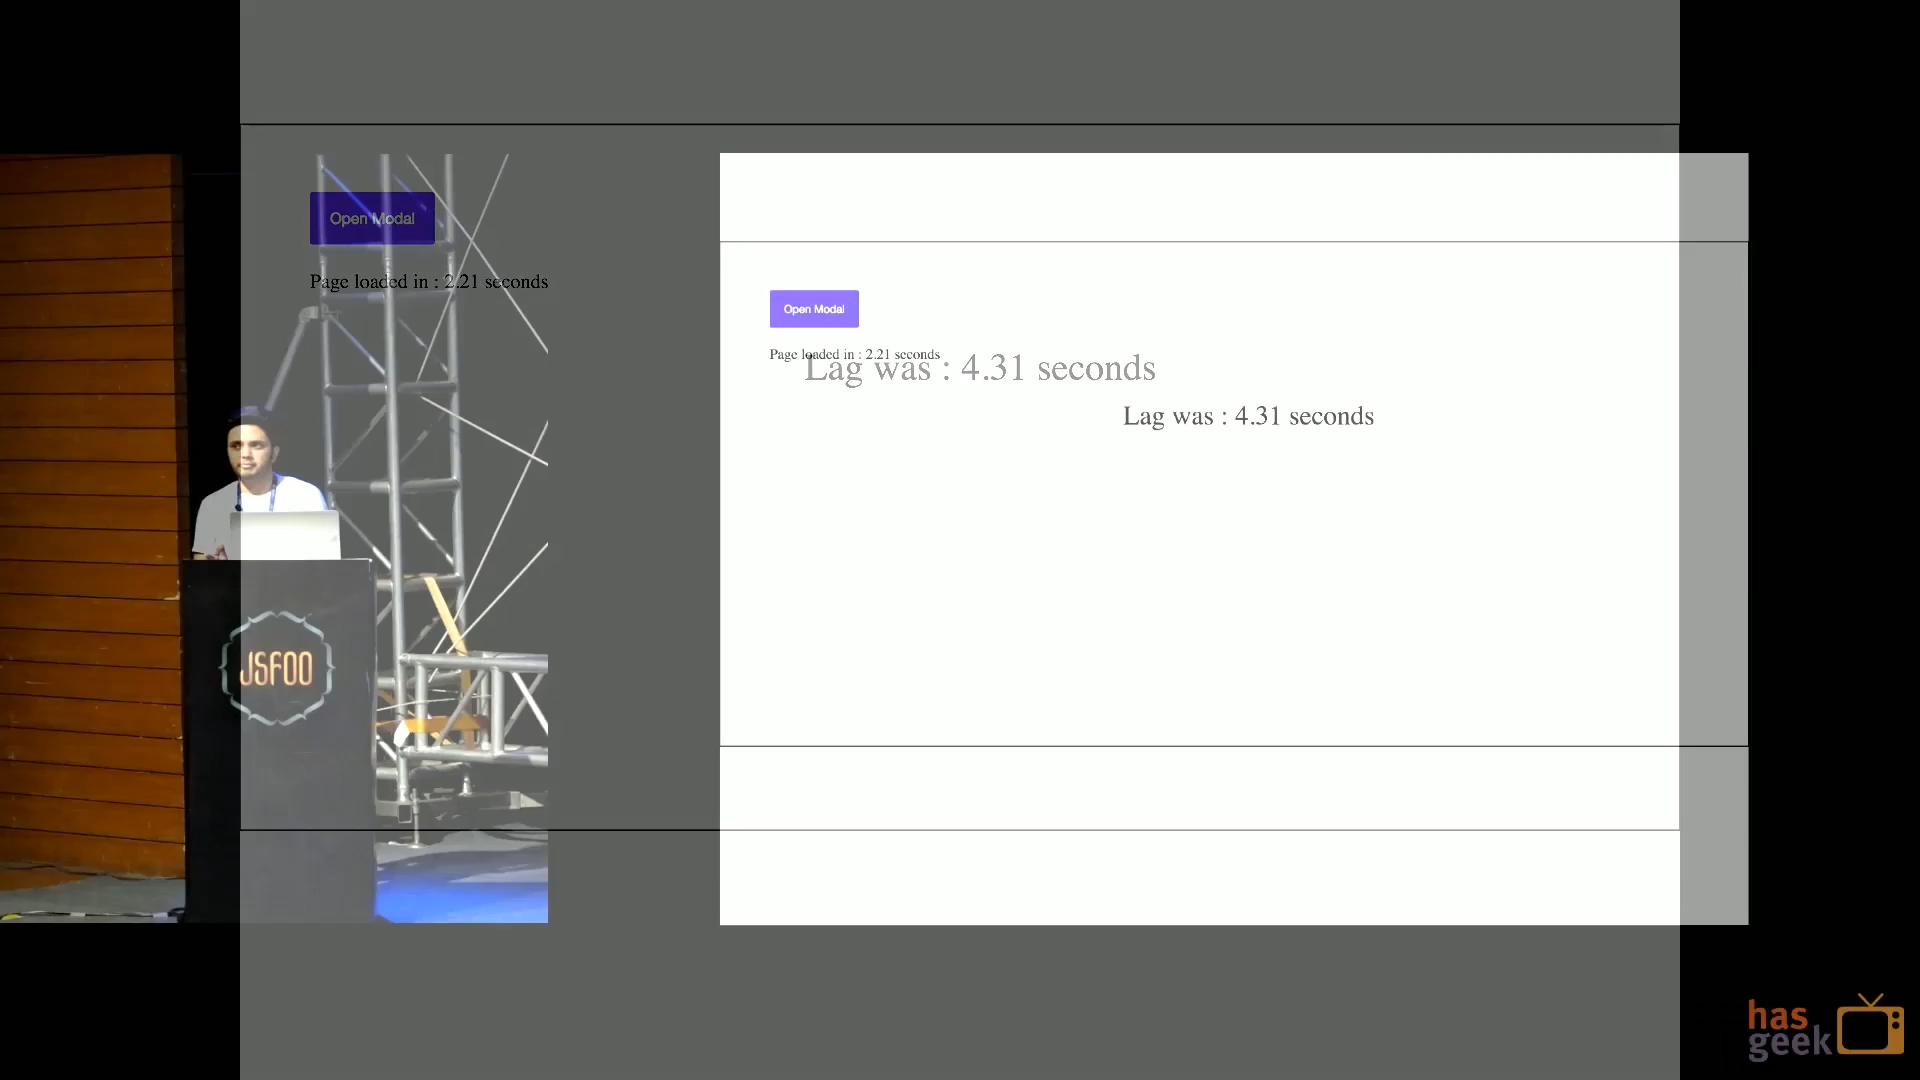 Open Modal
Page loaded in : 2.21 seconds
Open Modal
Page loaded in : 2.21 seconds
Lag was : 4.31 seconds
Lag was : 4.31 seconds
JSFOO
has
geek